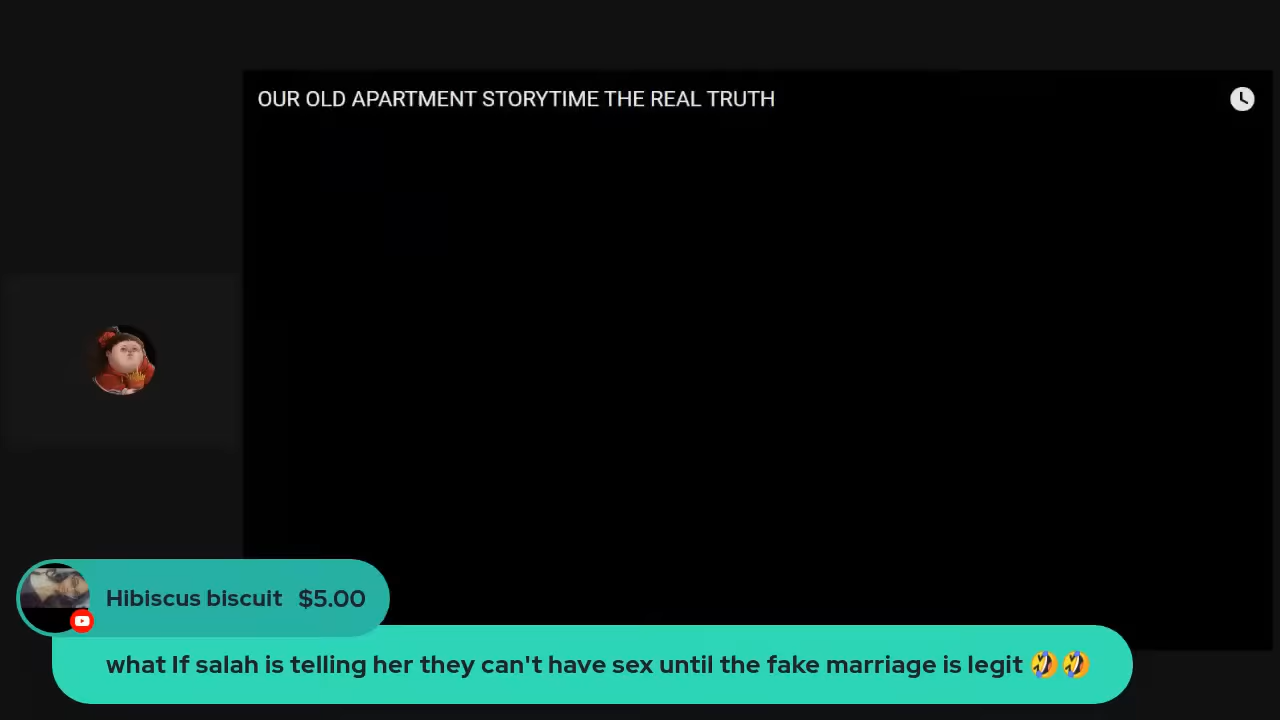 OUR OLD APARTMENT STORYTIME THE REAL TRUTH
Hibiscus biscuit $5.00
what If salah is telling her they can't have sex until the fake marriage is legit 🤣🤣